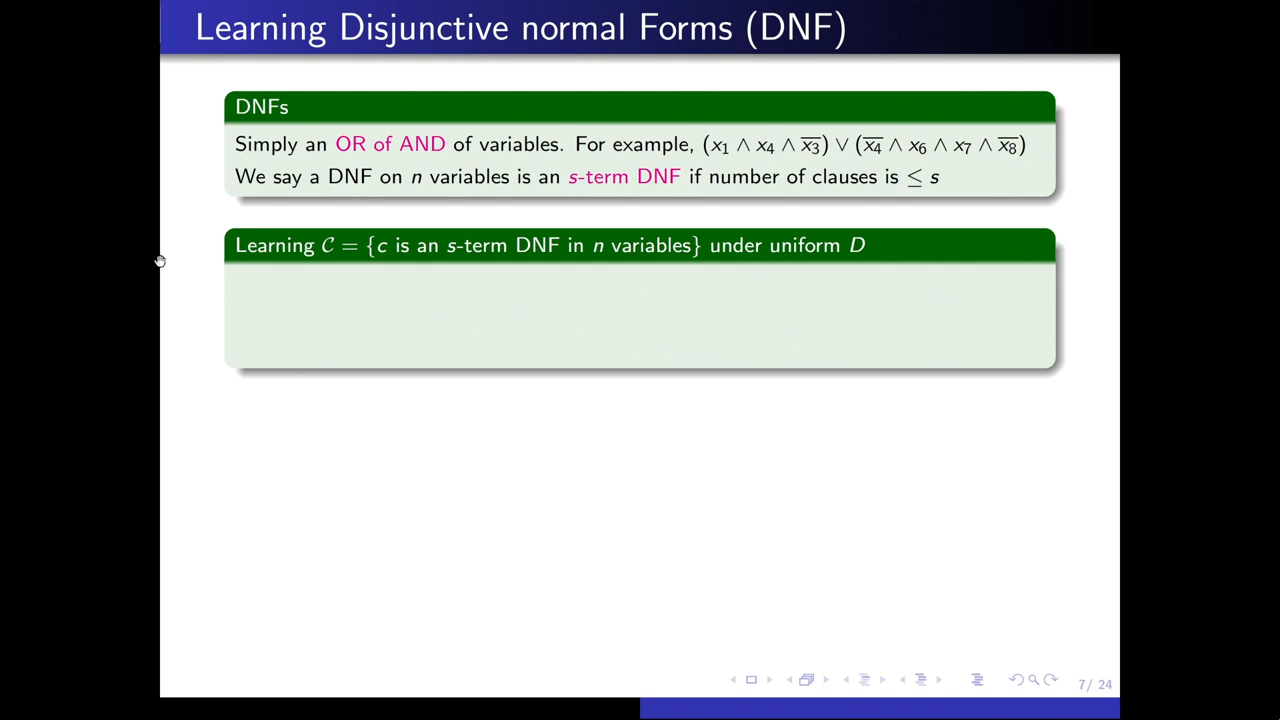 Learning Disjunctive normal Forms (DNF)
DNFs
Simply an OR of AND of variables. For example, (x₁ ∧ x₄ ∧ x̅₃) ∨ (x̅₄ ∧ x₆ ∧ x₇ ∧ x̅₈)
We say a DNF on n variables is an s-term DNF if number of clauses is ≤ s
Learning 𝒞 = {c is an s-term DNF in n variables} under uniform D
7/ 24